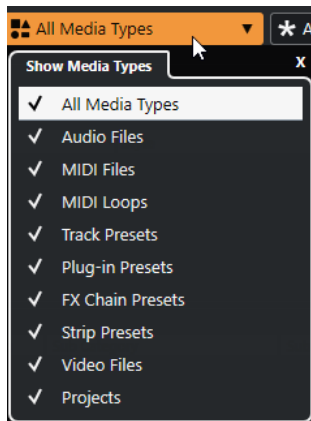 All Media Types A
Show Media Types X
All Media Types
Audio Files
MIDI Files
MIDI Loops
Track Presets
Plug-in Presets
FX Chain Presets
Strip Presets
Video Files
Projects